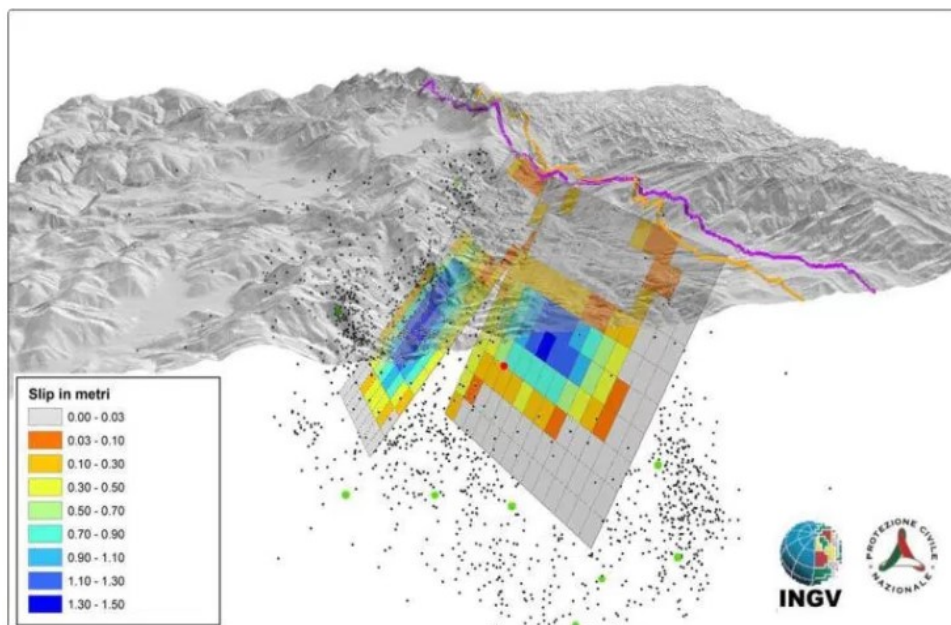 Slip in metri
0.00 - 0.03
0.03 - 0.10
0.10 - 0.30
0.30 - 0.50
0.50 - 0.70
0.70 - 0.90
0.90 - 1.10
1.10 - 1.30
1.30 - 1.50
INGV
PROTEZIONE CIVILE
NAZIONALE